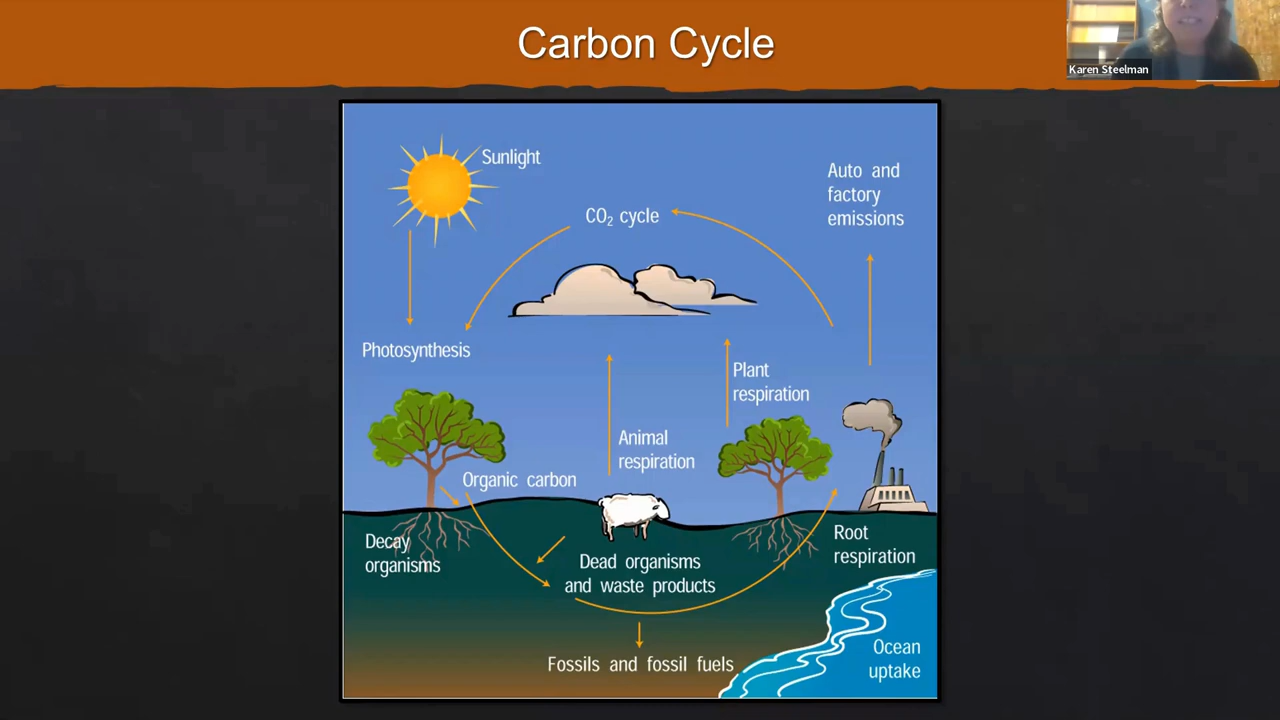 Carbon Cycle
Karen Steelman
Sunlight
Auto and
factory
emissions
CO₂ cycle
Photosynthesis
Plant
respiration
Animal
respiration
Organic carbon
Decay
organisms
Dead organisms
and waste products
Root
respiration
Fossils and fossil fuels
Ocean
uptake